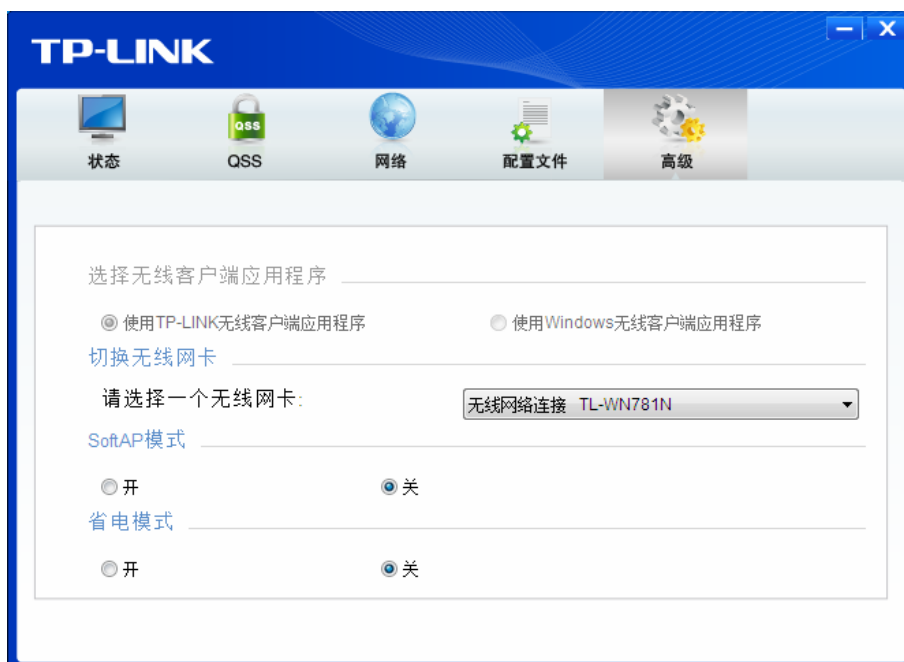 TP-LINK
QSS
状态 QSS 网络 配置文件 高级
选择无线客户端应用程序
使用TP-LINK无线客户端应用程序 使用Windows无线客户端应用程序
切换无线网卡
请选择一个无线网卡: 无线网络连接 TL-WN781N
SoftAP模式
开 关
省电模式
开 关